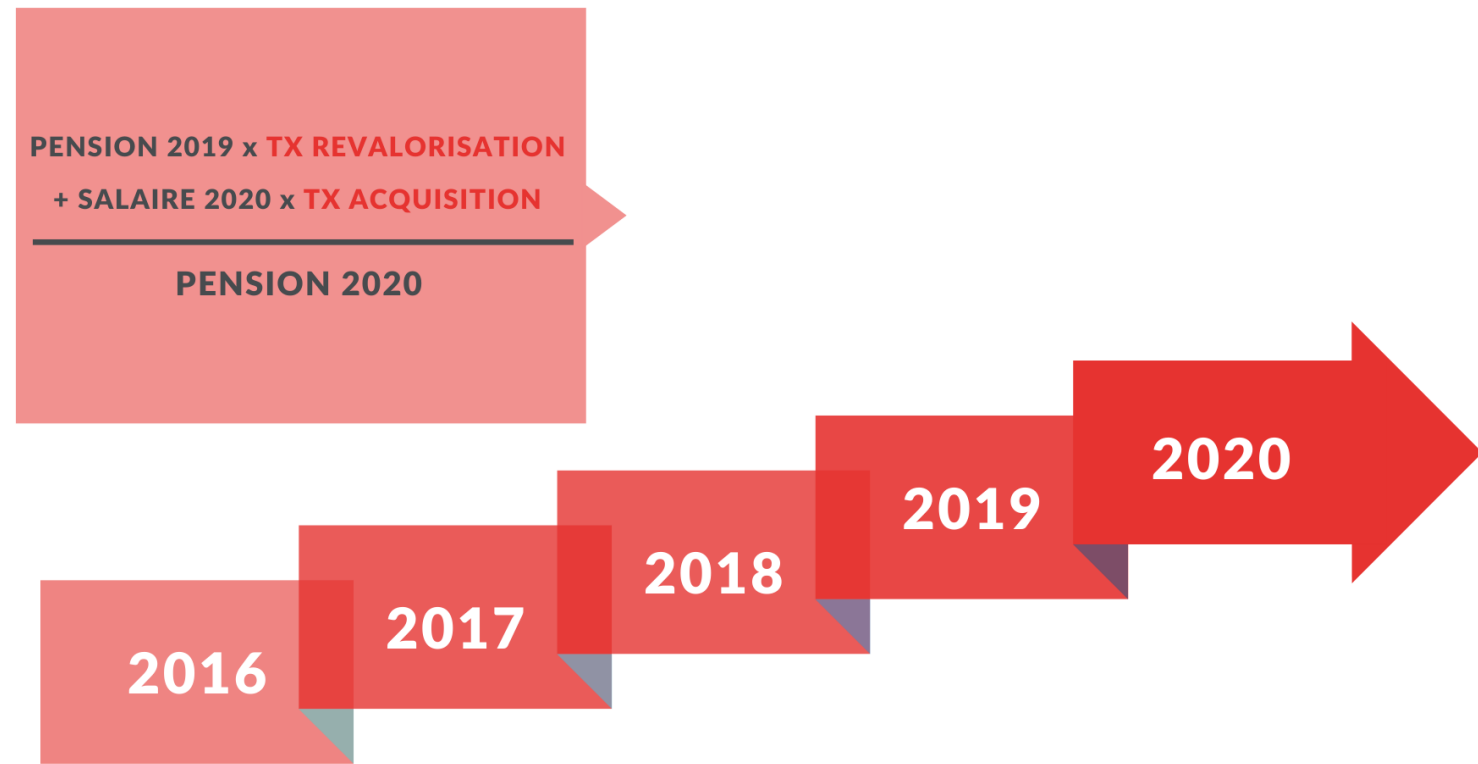 PENSION 2019 x TX REVALORISATION
+ SALAIRE 2020 x TX ACQUISITION
PENSION 2020
2016
2017
2018
2019
2020